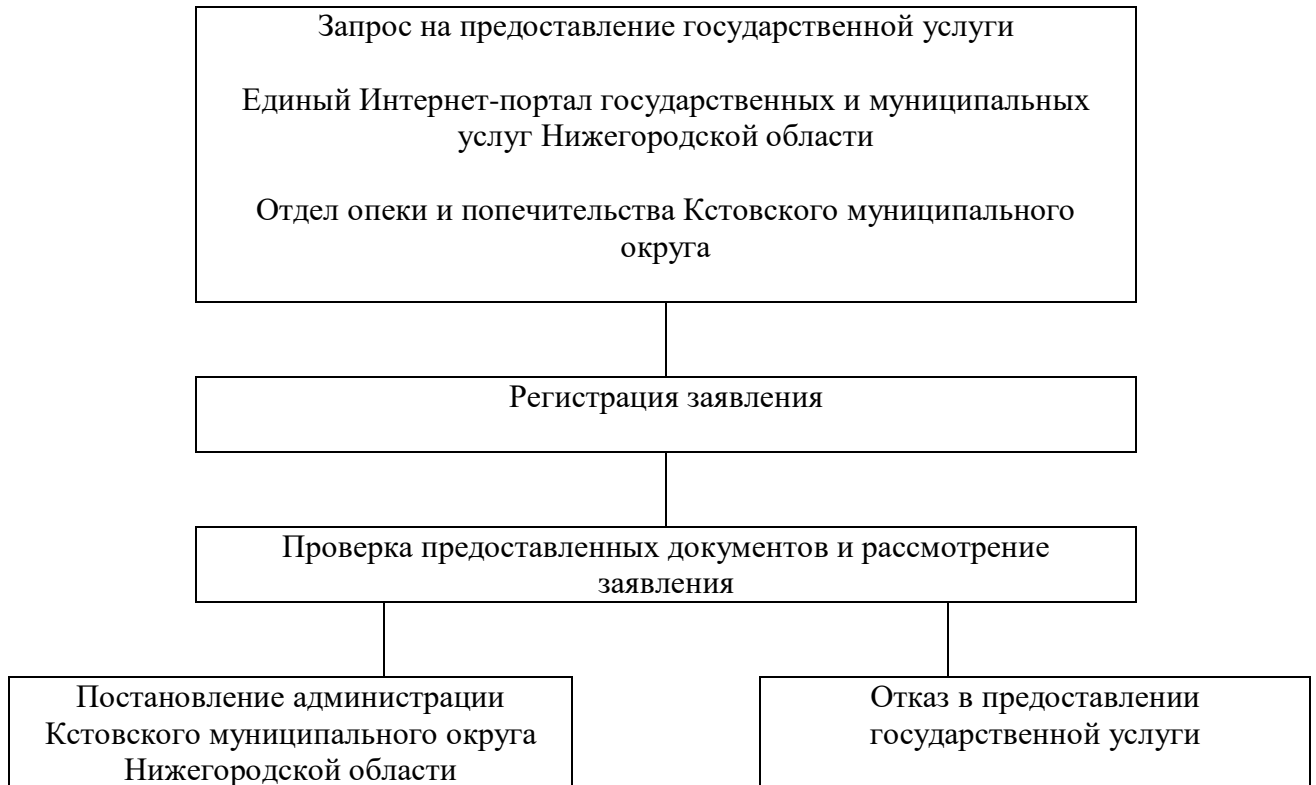 Запрос на предоставление государственной услуги
Единый Интернет-портал государственных и муниципальных
услуг Нижегородской области
Отдел опеки и попечительства Кстовского муниципального
округа
Регистрация заявления
Проверка предоставленных документов и рассмотрение
заявления
Постановление администрации
Кстовского муниципального округа
Нижегородской области
Отказ в предоставлении
государственной услуги